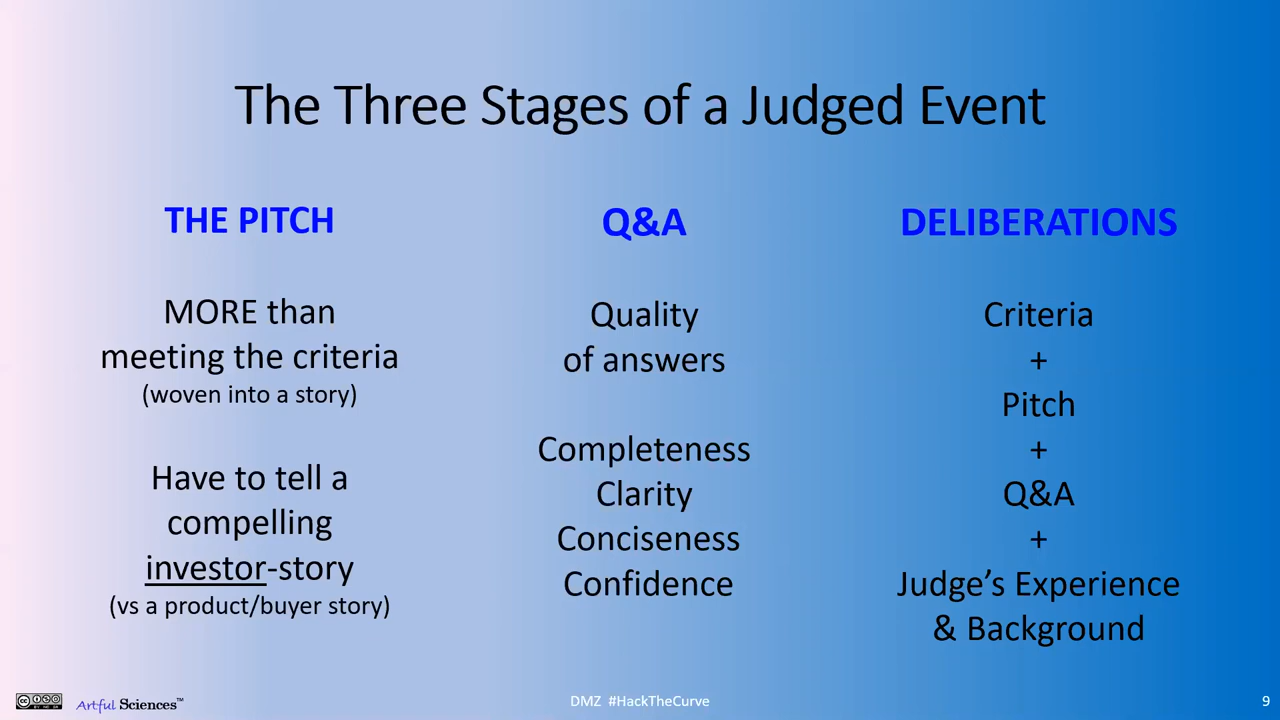 The Three Stages of a Judged Event
THE PITCH
MORE than
meeting the criteria
(woven into a story)
Have to tell a
compelling
investor-story
(vs a product/buyer story)
Q&A
Quality
of answers
Completeness
Clarity
Conciseness
Confidence
DELIBERATIONS
Criteria
+
Pitch
+
Q&A
+
Judge's Experience
& Background
Artful Sciences™
DMZ #HackTheCurve
9